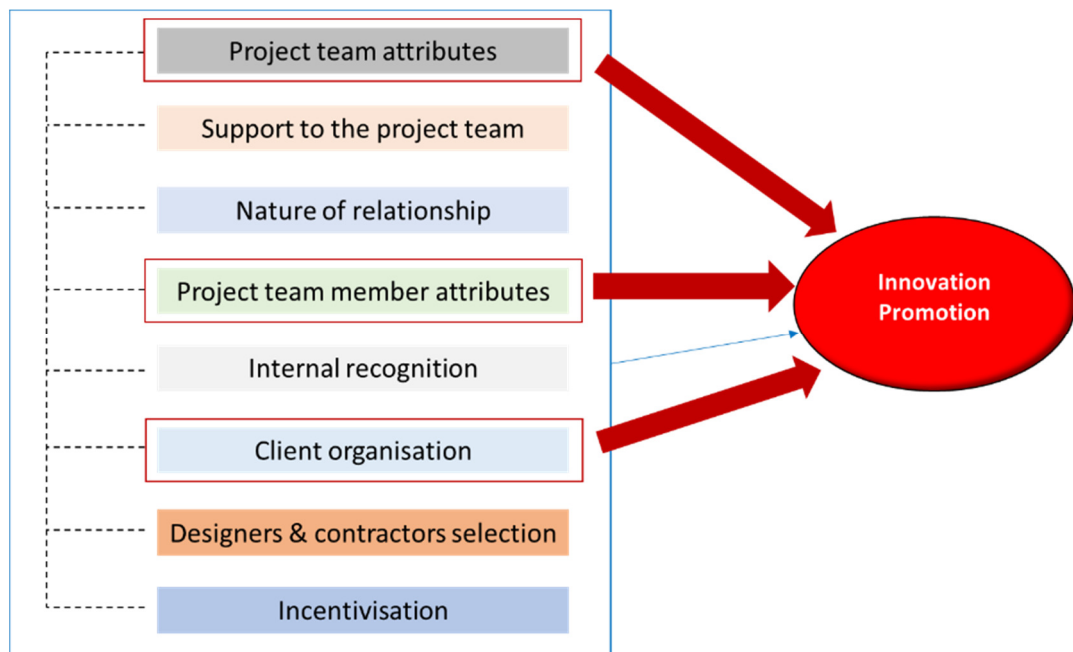 Project team attributes
Support to the project team
Nature of relationship
Project team member attributes
Internal recognition
Client organisation
Designers & contractors selection
Incentivisation
Innovation
Promotion